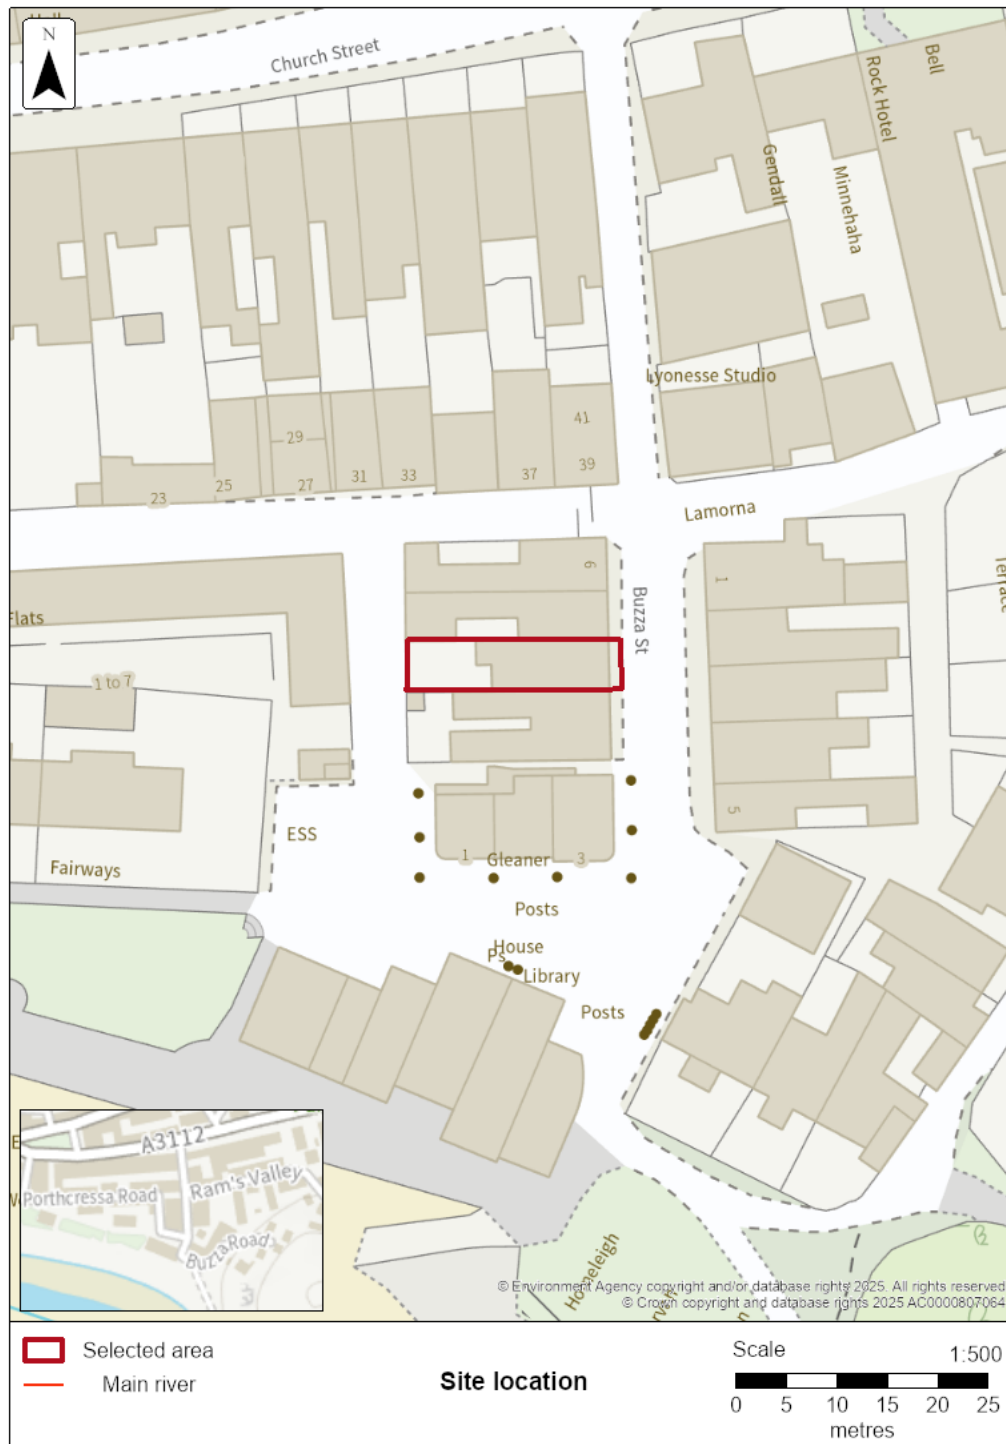 N
Church Street
Bell
Rock Hotel
Gendall
Minnehaha
Lyonesse Studio
41
29
39
23
25
27
31
33
37
Lamorna
6
Buzza St
1
Flats
1 to 7
5
ESS
1
Gleaner
3
Fairways
Posts
House
Ps
Library
Posts
A3112
Porthcressa Road
Ram's Valley
Buzza Road
Homeleigh
© Environment Agency copyright and/or database rights 2025. All rights reserved
© Crown copyright and database rights 2025 AC0000807064
Selected area
Main river
Site location
Scale
1:500
0 5 10 15 20 25
metres